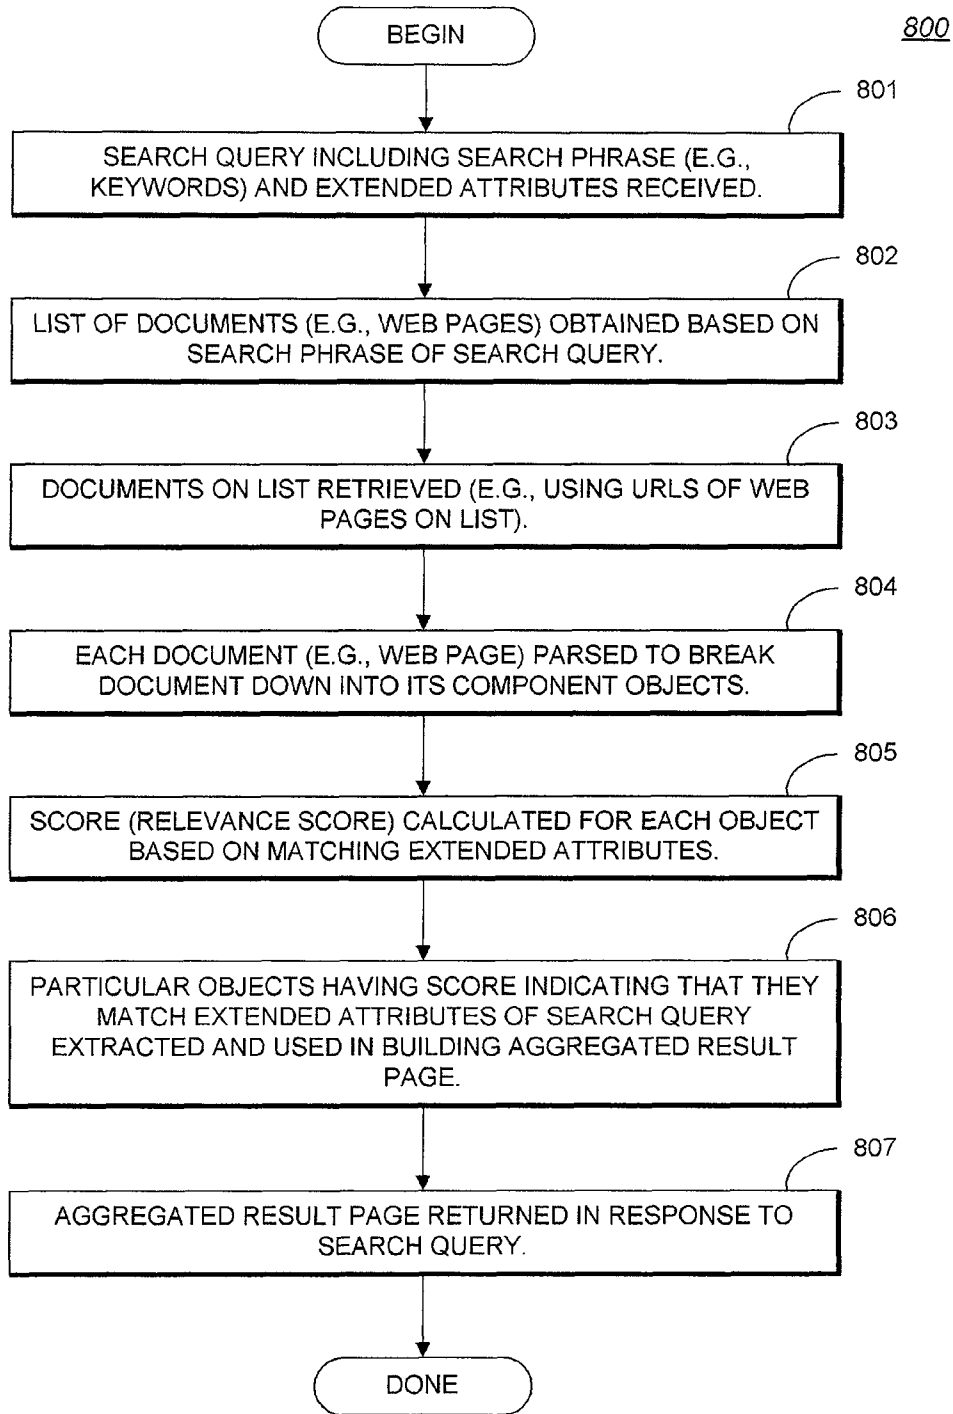 BEGIN
800
801
SEARCH QUERY INCLUDING SEARCH PHRASE (E.G.,
KEYWORDS) AND EXTENDED ATTRIBUTES RECEIVED.
802
LIST OF DOCUMENTS (E.G., WEB PAGES) OBTAINED BASED ON
SEARCH PHRASE OF SEARCH QUERY.
803
DOCUMENTS ON LIST RETRIEVED (E.G., USING URLS OF WEB
PAGES ON LIST).
804
EACH DOCUMENT (E.G., WEB PAGE) PARSED TO BREAK
DOCUMENT DOWN INTO ITS COMPONENT OBJECTS.
805
SCORE (RELEVANCE SCORE) CALCULATED FOR EACH OBJECT
BASED ON MATCHING EXTENDED ATTRIBUTES.
806
PARTICULAR OBJECTS HAVING SCORE INDICATING THAT THEY
MATCH EXTENDED ATTRIBUTES OF SEARCH QUERY
EXTRACTED AND USED IN BUILDING AGGREGATED RESULT
PAGE.
807
AGGREGATED RESULT PAGE RETURNED IN RESPONSE TO
SEARCH QUERY.
DONE